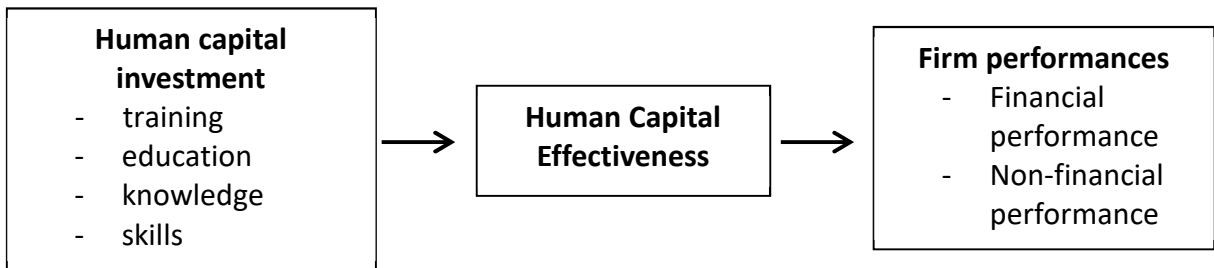 Human capital
investment
- training
- education
- knowledge
- skills
Human Capital
Effectiveness
Firm performances
- Financial
performance
- Non-financial
performance